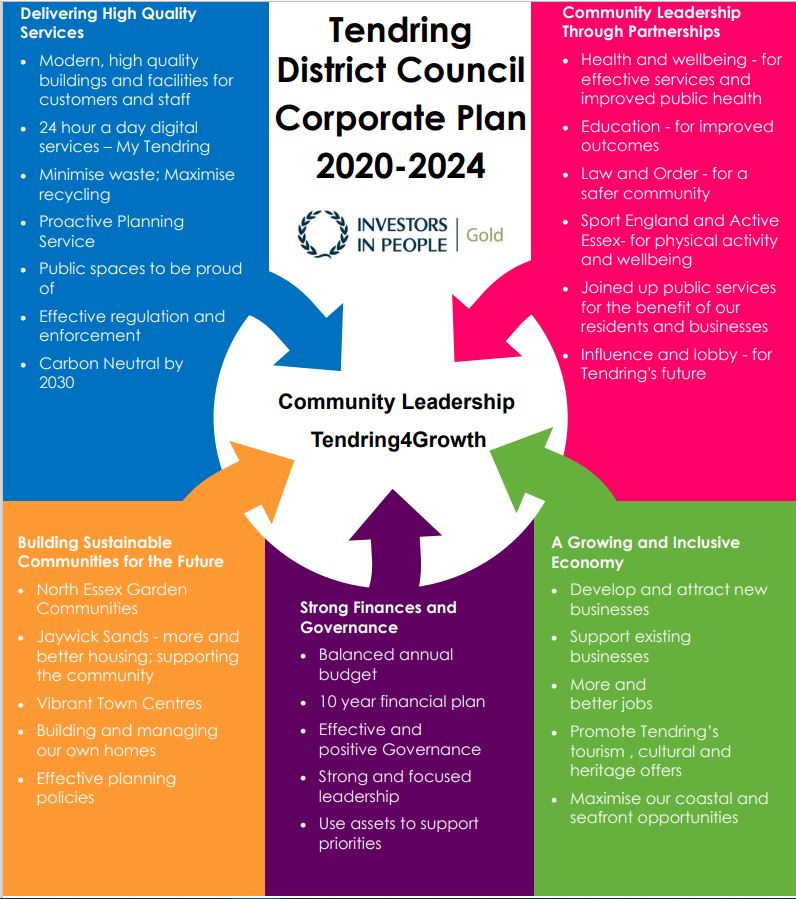 Tendring
District Council
Corporate Plan
2020-2024
INVESTORS
IN PEOPLE
Gold
Delivering High Quality
Services
• Modern, high quality
buildings and facilities for
customers and staff
• 24 hour a day digital
services – My Tendring
• Minimise waste; Maximise
recycling
• Proactive Planning
Service
• Public spaces to be proud
of
• Effective regulation and
enforcement
• Carbon Neutral by
2030
Community Leadership
Through Partnerships
• Health and wellbeing - for
effective services and
improved public health
• Education - for improved
outcomes
• Law and Order - for a
safer community
• Sport England and Active
Essex- for physical activity
and wellbeing
• Joined up public services
for the benefit of our
residents and businesses
• Influence and lobby - for
Tendring's future
Community Leadership
Tendring4Growth
Building Sustainable
Communities for the Future
• North Essex Garden
Communities
• Jaywick Sands - more and
better housing; supporting
the community
• Vibrant Town Centres
• Building and managing
our own homes
• Effective planning
policies
Strong Finances and
Governance
• Balanced annual
budget
• 10 year financial plan
• Effective and
positive Governance
• Strong and focused
leadership
• Use assets to support
priorities
A Growing and Inclusive
Economy
• Develop and attract new
businesses
• Support existing
businesses
• More and
better jobs
• Promote Tendring’s
tourism , cultural and
heritage offers
• Maximise our coastal and
seafront opportunities